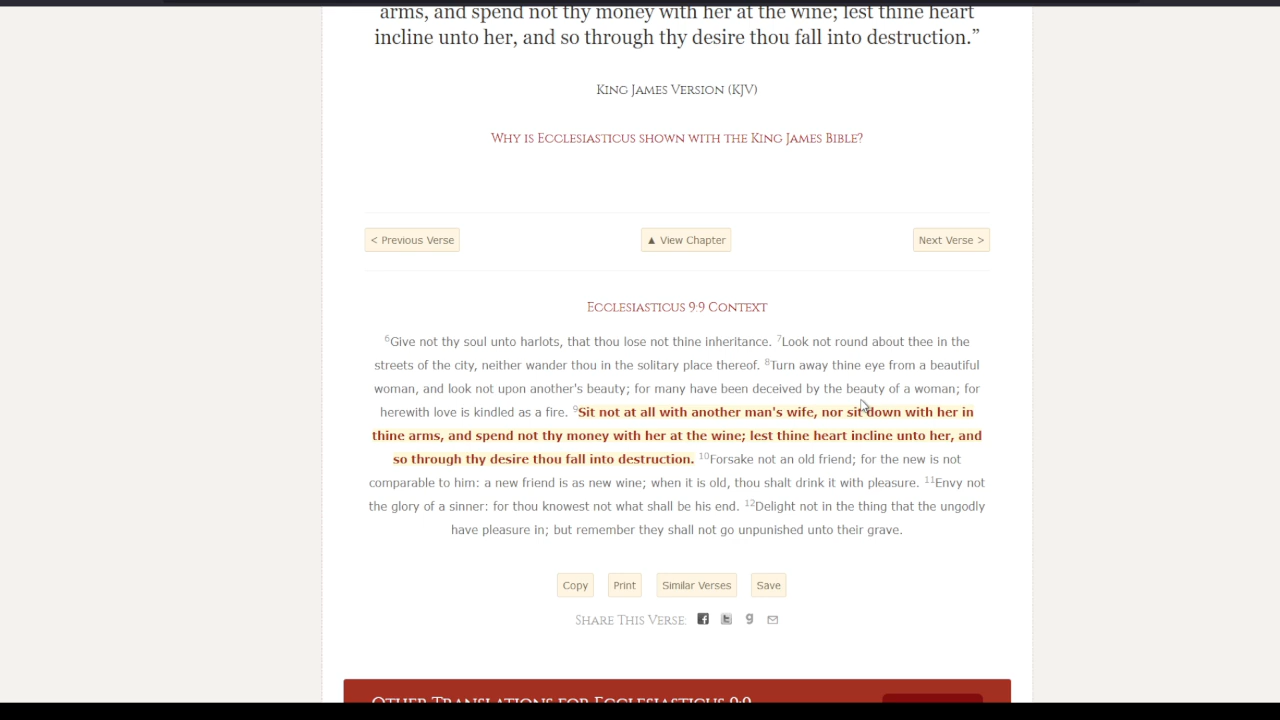 arms, and spend not thy money with her at the wine; lest thine heart
incline unto her, and so through thy desire thou fall into destruction.”
King James Version (KJV)
Why is Ecclesiasticus shown with the King James Bible?
< Previous Verse
▲ View Chapter
Next Verse >
Ecclesiasticus 9:9 Context
6Give not thy soul unto harlots, that thou lose not thine inheritance. 7Look not round about thee in the
streets of the city, neither wander thou in the solitary place thereof. 8Turn away thine eye from a beautiful
woman, and look not upon another's beauty; for many have been deceived by the beauty of a woman; for
herewith love is kindled as a fire. 9Sit not at all with another man's wife, nor sit down with her in
thine arms, and spend not thy money with her at the wine; lest thine heart incline unto her, and
so through thy desire thou fall into destruction. 10Forsake not an old friend; for the new is not
comparable to him: a new friend is as new wine; when it is old, thou shalt drink it with pleasure. 11Envy not
the glory of a sinner: for thou knowest not what shall be his end. 12Delight not in the thing that the ungodly
have pleasure in; but remember they shall not go unpunished unto their grave.
Copy
Print
Similar Verses
Save
Share This Verse:
Other Translations for Ecclesiasticus 9:9